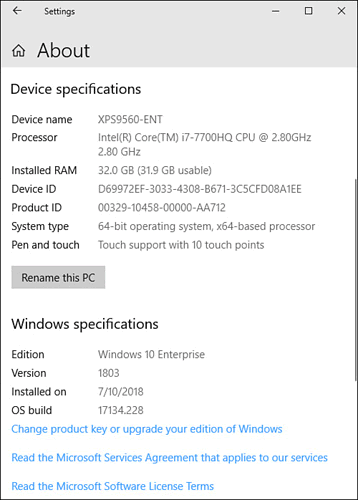 Settings
About
Device specifications
Device name XPS9560-ENT
Processor Intel(R) Core(TM) i7-7700HQ CPU @ 2.80GHz
2.80 GHz
Installed RAM 32.0 GB (31.9 GB usable)
Device ID D69972EF-3033-4308-B671-3C5CFD08A1EE
Product ID 00329-10458-00000-AA712
System type 64-bit operating system, x64-based processor
Pen and touch Touch support with 10 touch points
Rename this PC
Windows specifications
Edition Windows 10 Enterprise
Version 1803
Installed on 7/10/2018
OS build 17134.228
Change product key or upgrade your edition of Windows
Read the Microsoft Services Agreement that applies to our services
Read the Microsoft Software License Terms